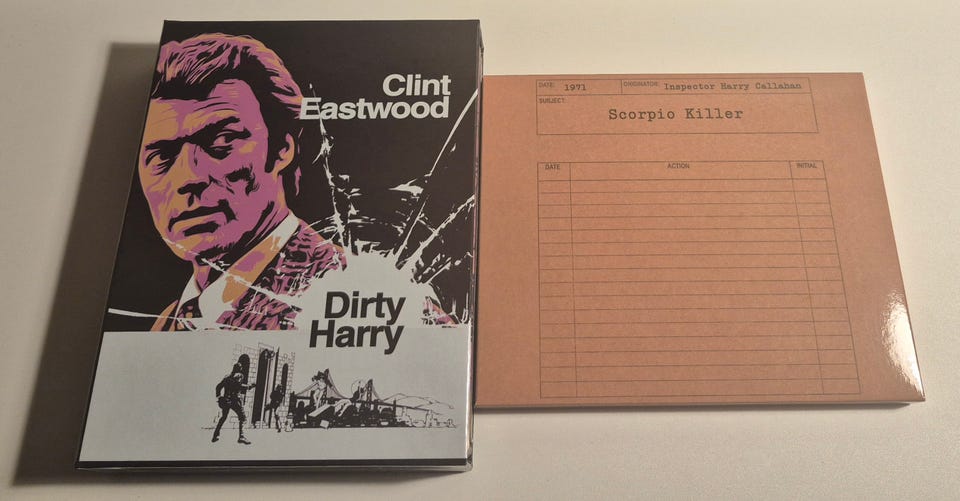 Clint
Eastwood
Dirty
Harry
DATE: 1971 ORIGINATOR: Inspector Harry Callahan
SUBJECT:
Scorpio Killer
DATE ACTION INITIAL